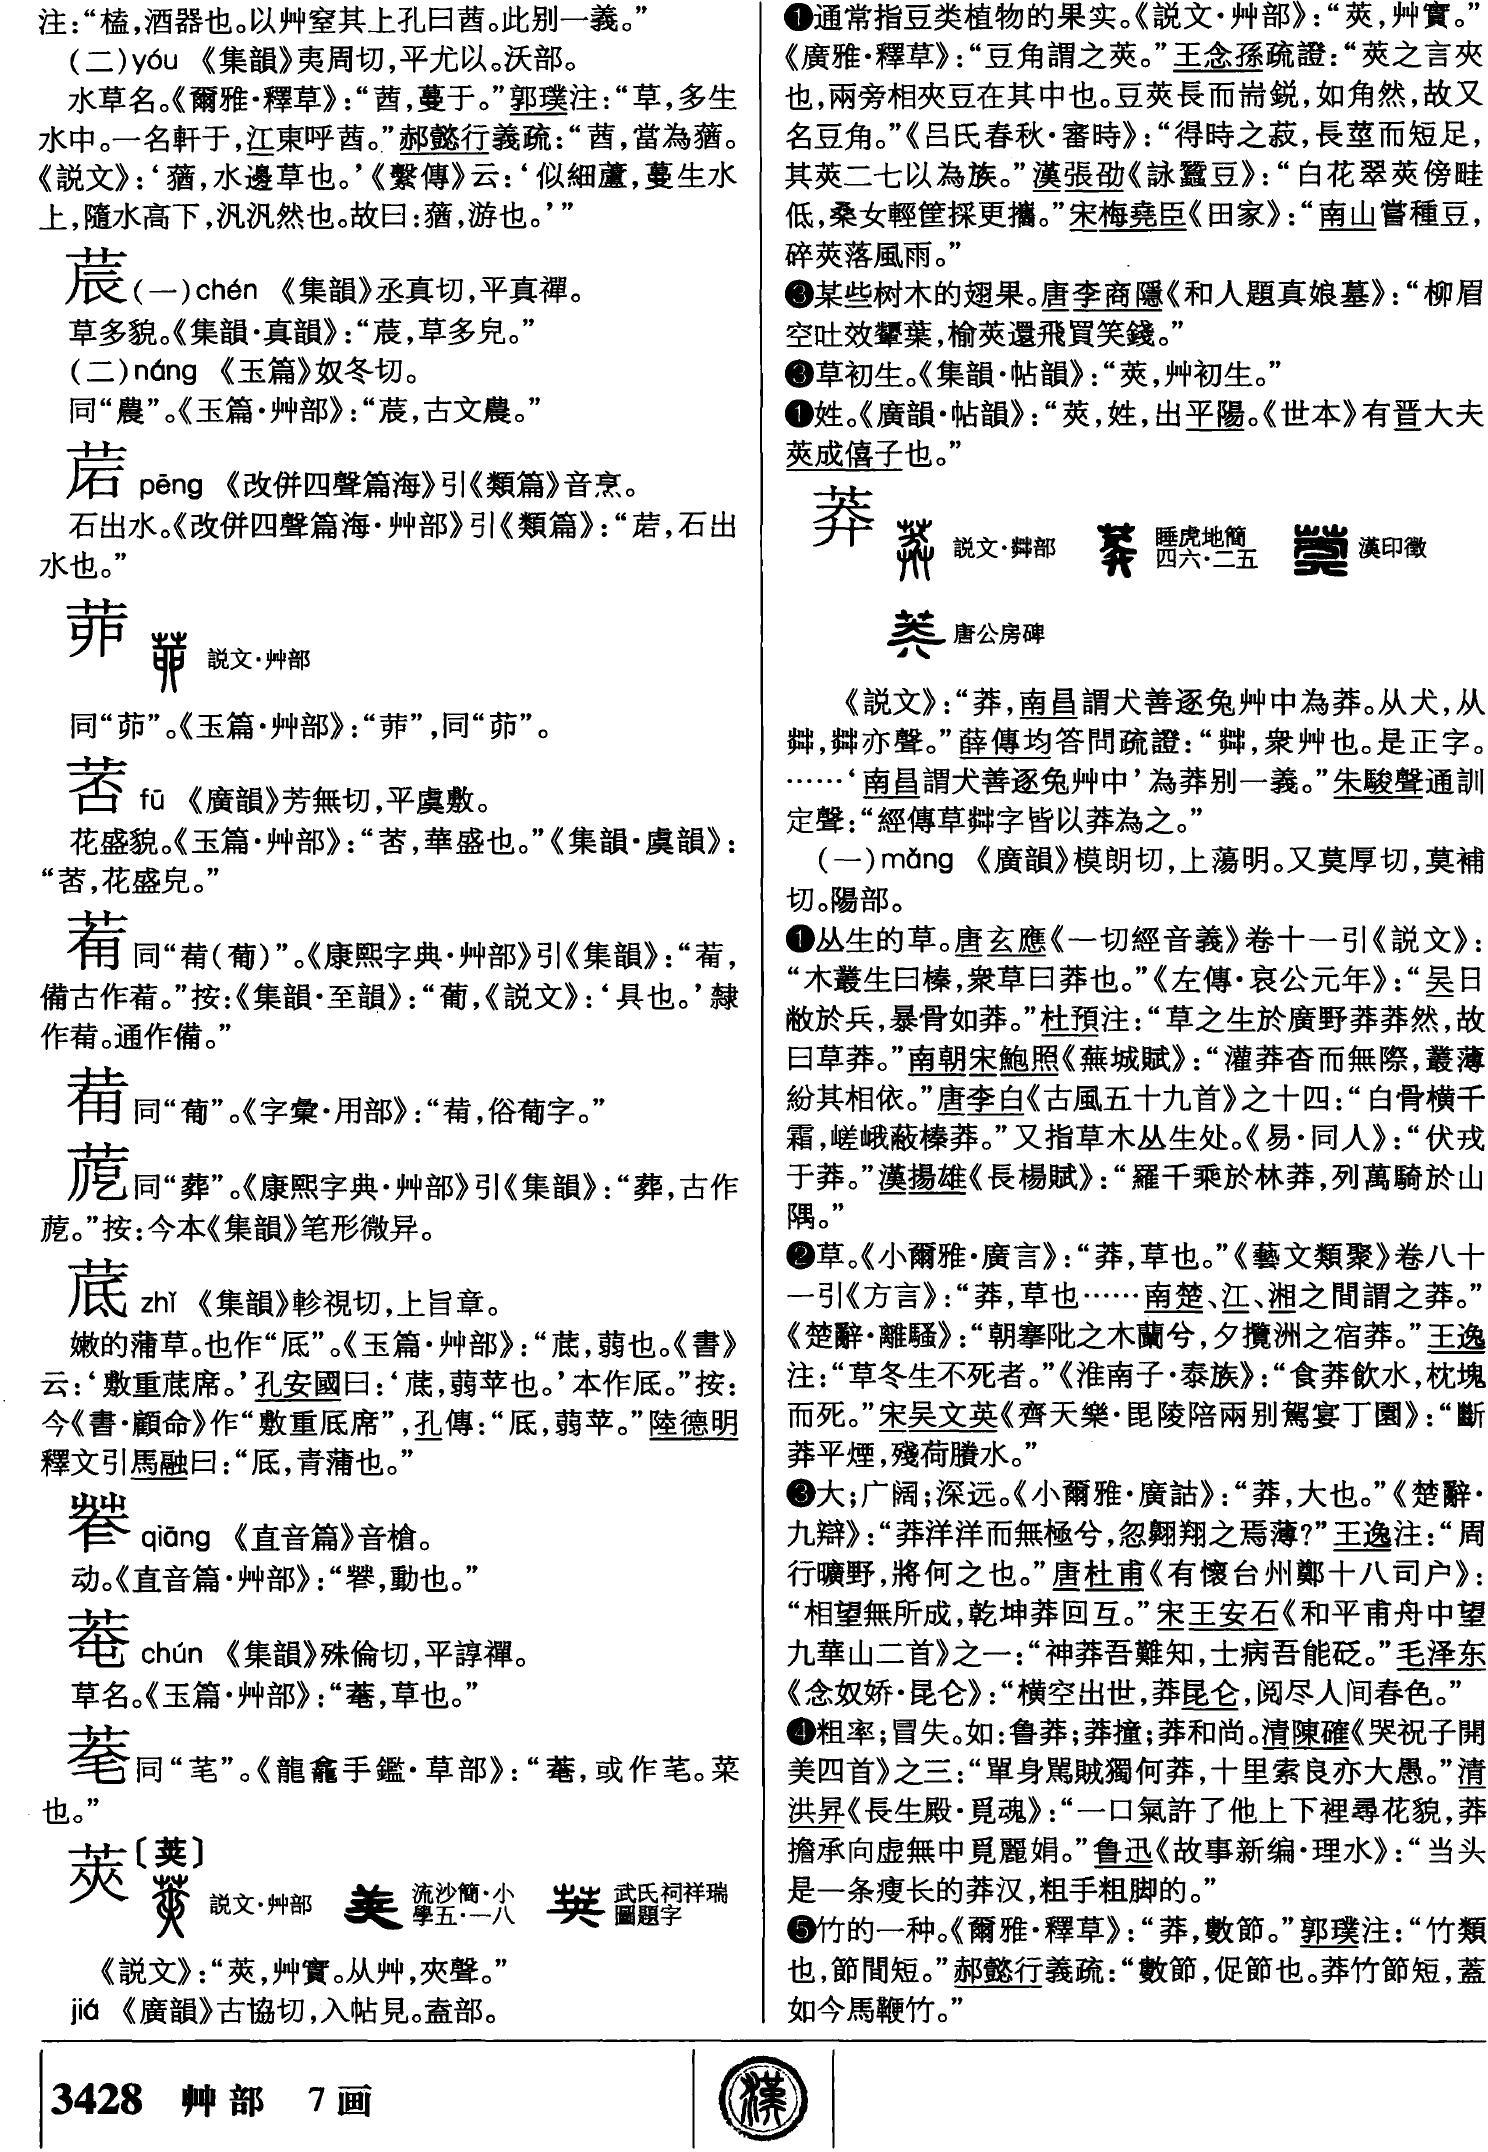 注：“榼，酒器也。以艸窒其上孔曰莤。此别一義。”
(二)yóu 《集韻》夷周切，平尤以。沃部。
水草名。《爾雅·釋草》：“莤，蔓于。”郭璞注：“草，多生
水中。一名軒于，江東呼莤。”郝懿行義疏：“莤，當為蕕。
《説文》：‘蕕，水邊草也。’《繫傳》云：‘似細蘆，蔓生水
上，隨水高下，汎汎然也。故曰：蕕，游也。’”
莀(一)chén 《集韻》丞真切，平真禪。
草多貌。《集韻·真韻》：“莀，草多皃。”
(二)nóng 《玉篇》奴冬切。
同“農”。《玉篇·艸部》：“莀，古文農。”
pēng 《改併四聲篇海》引《類篇》音烹。
石出水。《改併四聲篇海·艸部》引《類篇》：“，石出
水也。”
説文·艸部
同“茆”。《玉篇·艸部》：“”，同“茆”。
莕 fū 《廣韻》芳無切，平虞敷。
花盛貌。《玉篇·艸部》：“，華盛也。”《集韻·虞韻》：
“，花盛皃。”
同“𤰇(葡)”。《康熙字典·艸部》引《集韻》：“，
備古作。”按：《集韻·至韻》：“葡，《説文》：‘具也。’隸
作𤰇。通作備。”
同“葡”。《字彙·用部》：“，俗葡字。”
同“葬”。《康熙字典·艸部》引《集韻》：“葬，古作
。”按：今本《集韻》笔形微异。
zhǐ 《集韻》軫視切，上旨章。
嫩的蒲草。也作“厎”。《玉篇·艸部》：“，蒻也。《書》
云：‘敷重席。’孔安國曰：‘，蒻苹也。’本作厎。”按：
今《書·顧命》作“敷重厎席”，孔傳：“厎，蒻苹。”陸德明
釋文引馬融曰：“厎，青蒲也。”
qiāng 《直音篇》音槍。
动。《直音篇·艸部》：“，動也。”
chún 《集韻》殊倫切，平諄禪。
草名。《玉篇·艸部》：“，草也。”
同“芼”。《龍龕手鑑·草部》：“，或作芼。菜
也。”
莢〔荚〕
説文·艸部 流沙簡·小學五·一八 武氏祠祥瑞圖題字
《説文》：“莢，艸實。从艸，夾聲。”
jiá 《廣韻》古協切，入帖見。盍部。
❶通常指豆类植物的果实。《説文·艸部》：“莢，艸實。”
《廣雅·釋草》：“豆角謂之莢。”王念孫疏證：“莢之言夾
也，兩旁相夾豆在其中也。豆莢長而耑鋭，如角然，故又
名豆角。”《吕氏春秋·審時》：“得時之菽，長莖而短足，
其莢二七以為族。”漢張劭《詠蠶豆》：“白花翠莢傍畦
低，桑女輕筐採更攜。”宋梅堯臣《田家》：“南山嘗種豆，
碎莢落風雨。”
❸某些树木的翅果。唐李商隱《和人題真娘墓》：“柳眉
空吐效顰葉，榆莢還飛買笑錢。”
❸草初生。《集韻·帖韻》：“莢，艸初生。”
❶姓。《廣韻·帖韻》：“莢，姓，出平陽。《世本》有晋大夫
莢成僖子也。”
莽
説文·茻部 睡虎地簡四六·二五 漢印徵
唐公房碑
《説文》：“莽，南昌謂犬善逐兔艸中為莽。从犬，从
茻，茻亦聲。”薛傳均答問疏證：“茻，衆艸也。是正字。
……‘南昌謂犬善逐兔艸中’為莽别一義。”朱駿聲通訓
定聲：“經傳草茻字皆以莽為之。”
(一)mǎng 《廣韻》模朗切，上蕩明。又莫厚切，莫補
切。陽部。
❶丛生的草。唐玄應《一切經音義》卷十一引《説文》：
“木叢生曰榛，衆草曰莽也。”《左傳·哀公元年》：“吴日
敝於兵，暴骨如莽。”杜預注：“草之生於廣野莽莽然，故
曰草莽。”南朝宋鮑照《蕪城賦》：“灌莽杳而無際，叢薄
紛其相依。”唐李白《古風五十九首》之十四：“白骨横千
霜，嵯峨蔽榛莽。”又指草木丛生处。《易·同人》：“伏戎
于莽。”漢揚雄《長楊賦》：“羅千乘於林莽，列萬騎於山
隅。”
❷草。《小爾雅·廣言》：“莽，草也。”《藝文類聚》卷八十
一引《方言》：“莽，草也……南楚、江、湘之間謂之莽。”
《楚辭·離騷》：“朝搴阰之木蘭兮，夕攬洲之宿莽。”王逸
注：“草冬生不死者。”《淮南子·泰族》：“食莽飲水，枕塊
而死。”宋吴文英《齊天樂·毘陵陪兩别駕宴丁園》：“斷
莽平煙，殘荷賸水。”
❸大；广阔；深远。《小爾雅·廣詁》：“莽，大也。”《楚辭·
九辯》：“莽洋洋而無極兮，忽翱翔之焉薄?”王逸注：“周
行曠野，將何之也。”唐杜甫《有懷台州鄭十八司户》：
“相望無所成，乾坤莽回互。”宋王安石《和平甫舟中望
九華山二首》之一：“神莽吾難知，士病吾能砭。”毛泽东
《念奴娇·昆仑》：“横空出世，莽昆仑，阅尽人间春色。”
❹粗率；冒失。如：鲁莽；莽撞；莽和尚。清陳確《哭祝子開
美四首》之三：“單身駡賊獨何莽，十里索良亦大愚。”清
洪昇《長生殿·覓魂》：“一口氣許了他上下裡尋花貌，莽
擔承向虚無中覓麗娟。”鲁迅《故事新编·理水》：“当头
是一条瘦长的莽汉，粗手粗脚的。”
❺竹的一种。《爾雅·釋草》：“莽，數節。”郭璞注：“竹類
也，節間短。”郝懿行義疏：“數節，促節也。莽竹節短，蓋
如今馬鞭竹。”
3428 艸部 7画
漢